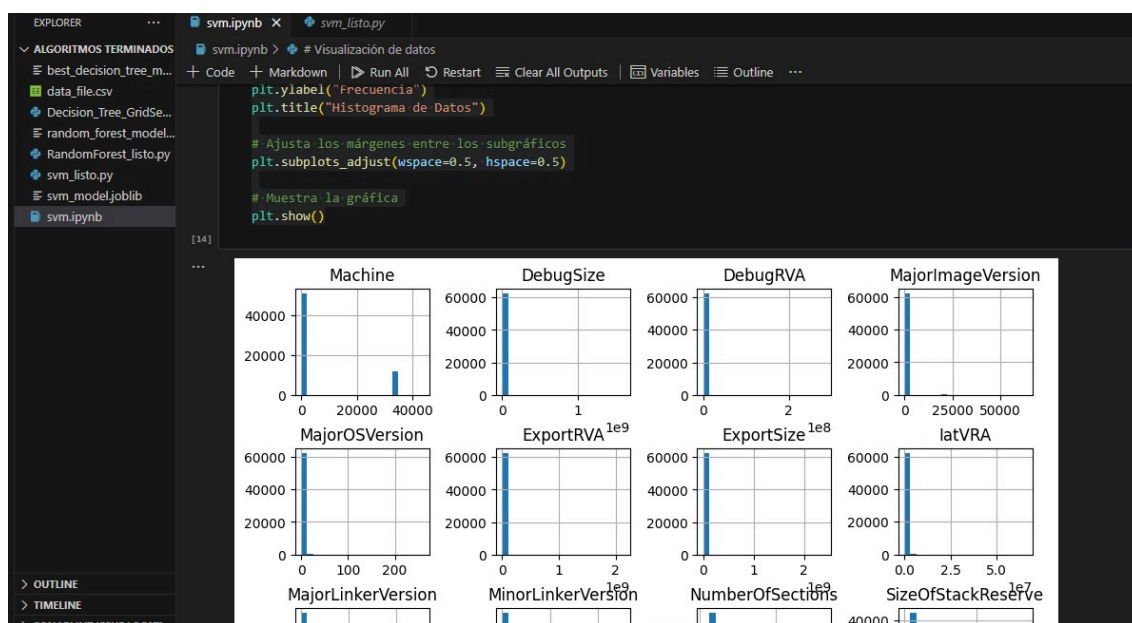 EXPLORER
...
svm.ipynb
svm_listo.py
ALGORITMOS TERMINADOS
best_decision_tree_m...
data_file.csv
Decision_Tree_GridSe...
random_forest_model...
RandomForest_listo.py
svm_listo.py
svm_model.joblib
svm.ipynb
OUTLINE
TIMELINE
svm.ipynb > # Visualización de datos
+ Code + Markdown | Run All Restart Clear All Outputs | Variables Outline ...
plt.ylabel("Frecuencia")
plt.title("Histograma de Datos")
# Ajusta los márgenes entre los subgráficos
plt.subplots_adjust(wspace=0.5, hspace=0.5)
# Muestra la gráfica
plt.show()
[14]
...
Machine DebugSize DebugRVA MajorImageVersion
60000 60000 60000
40000 40000 40000 40000
20000 20000 20000 20000
0 0 0 0
0 20000 40000 0 1 0 2 0 25000 50000
1e9 1e8
MajorOSVersion ExportRVA ExportSize IatVRA
60000 60000 60000 60000
40000 40000 40000 40000
20000 20000 20000 20000
0 0 0 0
0 100 200 0 1 2 0 1 2 0.0 2.5 5.0
1e9 1e9 1e7
MajorLinkerVersion MinorLinkerVersion NumberOfSections SizeOfStackReserve
40000